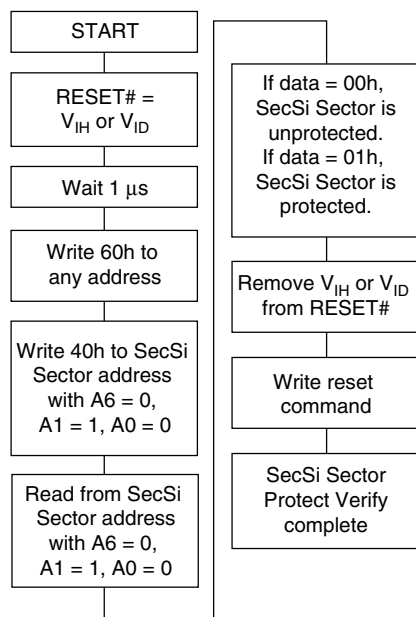 START
RESET# =
V_IH or V_ID
Wait 1 μs
Write 60h to
any address
Write 40h to SecSi
Sector address
with A6 = 0,
A1 = 1, A0 = 0
Read from SecSi
Sector address
with A6 = 0,
A1 = 1, A0 = 0
If data = 00h,
SecSi Sector is
unprotected.
If data = 01h,
SecSi Sector is
protected.
Remove V_IH or V_ID
from RESET#
Write reset
command
SecSi Sector
Protect Verify
complete